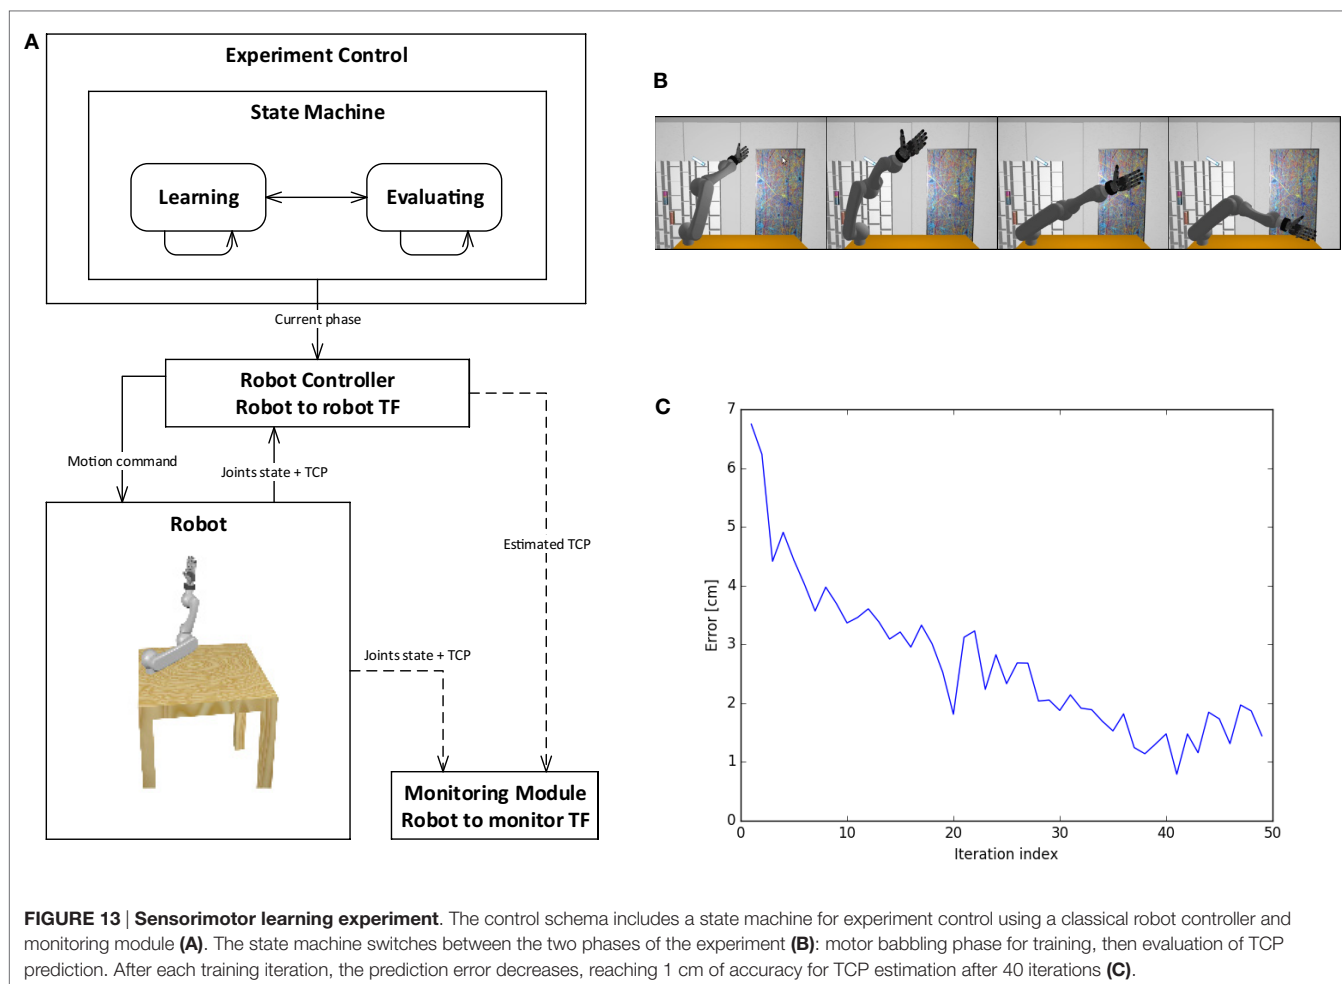 A
Experiment Control
State Machine
Learning
Evaluating
Current phase
Robot Controller
Robot to robot TF
Motion command
Joints state + TCP
Robot
Estimated TCP
Joints state + TCP
Monitoring Module
Robot to monitor TF
B
C
7
6
5
4
3
2
1
0
Error [cm]
0
10
20
30
40
50
Iteration index
FIGURE 13 | Sensorimotor learning experiment. The control schema includes a state machine for experiment control using a classical robot controller and
monitoring module (A). The state machine switches between the two phases of the experiment (B): motor babbling phase for training, then evaluation of TCP
prediction. After each training iteration, the prediction error decreases, reaching 1 cm of accuracy for TCP estimation after 40 iterations (C).